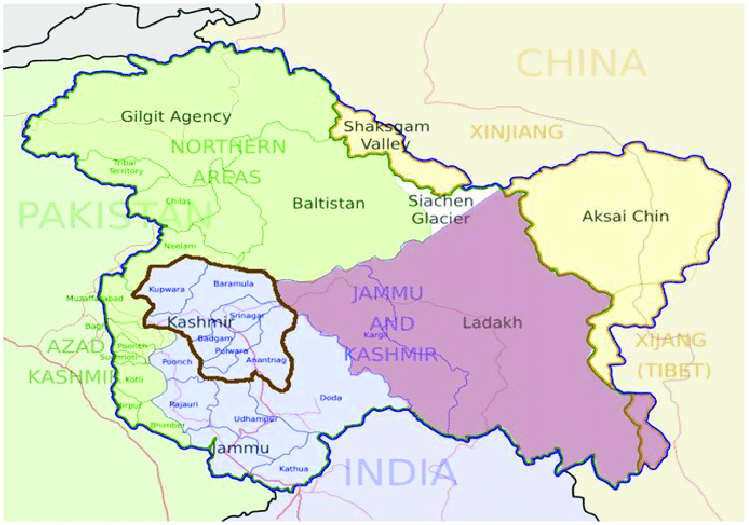 CHINA
Gilgit Agency
Shaksgam
Valley
XINJIANG
NORTHERN
AREAS
Tribal
Territory
Chilas
Baltistan
Siachen
Glacier
Aksai Chin
PAKISTAN
Neelam
Kupwara
Baramula
Muzaffarabad
JAMMU
AND
KASHMIR
Kashmir
Srinagar
Ladakh
Bagh
Badgam
Kargil
XIJANG
(TIBET)
AZAD
KASHMIR
Poonch
Pulwara
Anantnag
Poonch
Kotli
Doda
Mirpur
Rajauri
Udhampur
Bhimber
Jammu
Kathua
INDIA